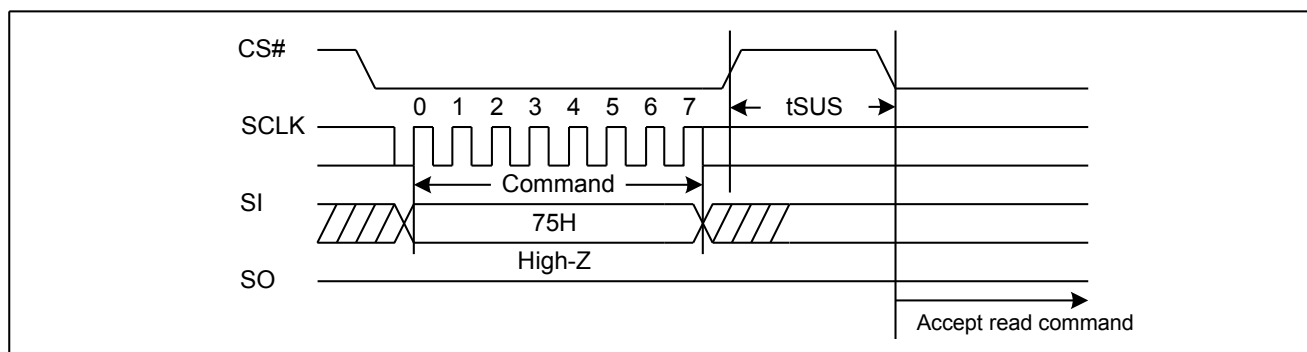 CS#
0 1 2 3 4 5 6 7
tSUS
SCLK
Command
SI
75H
High-Z
SO
Accept read command